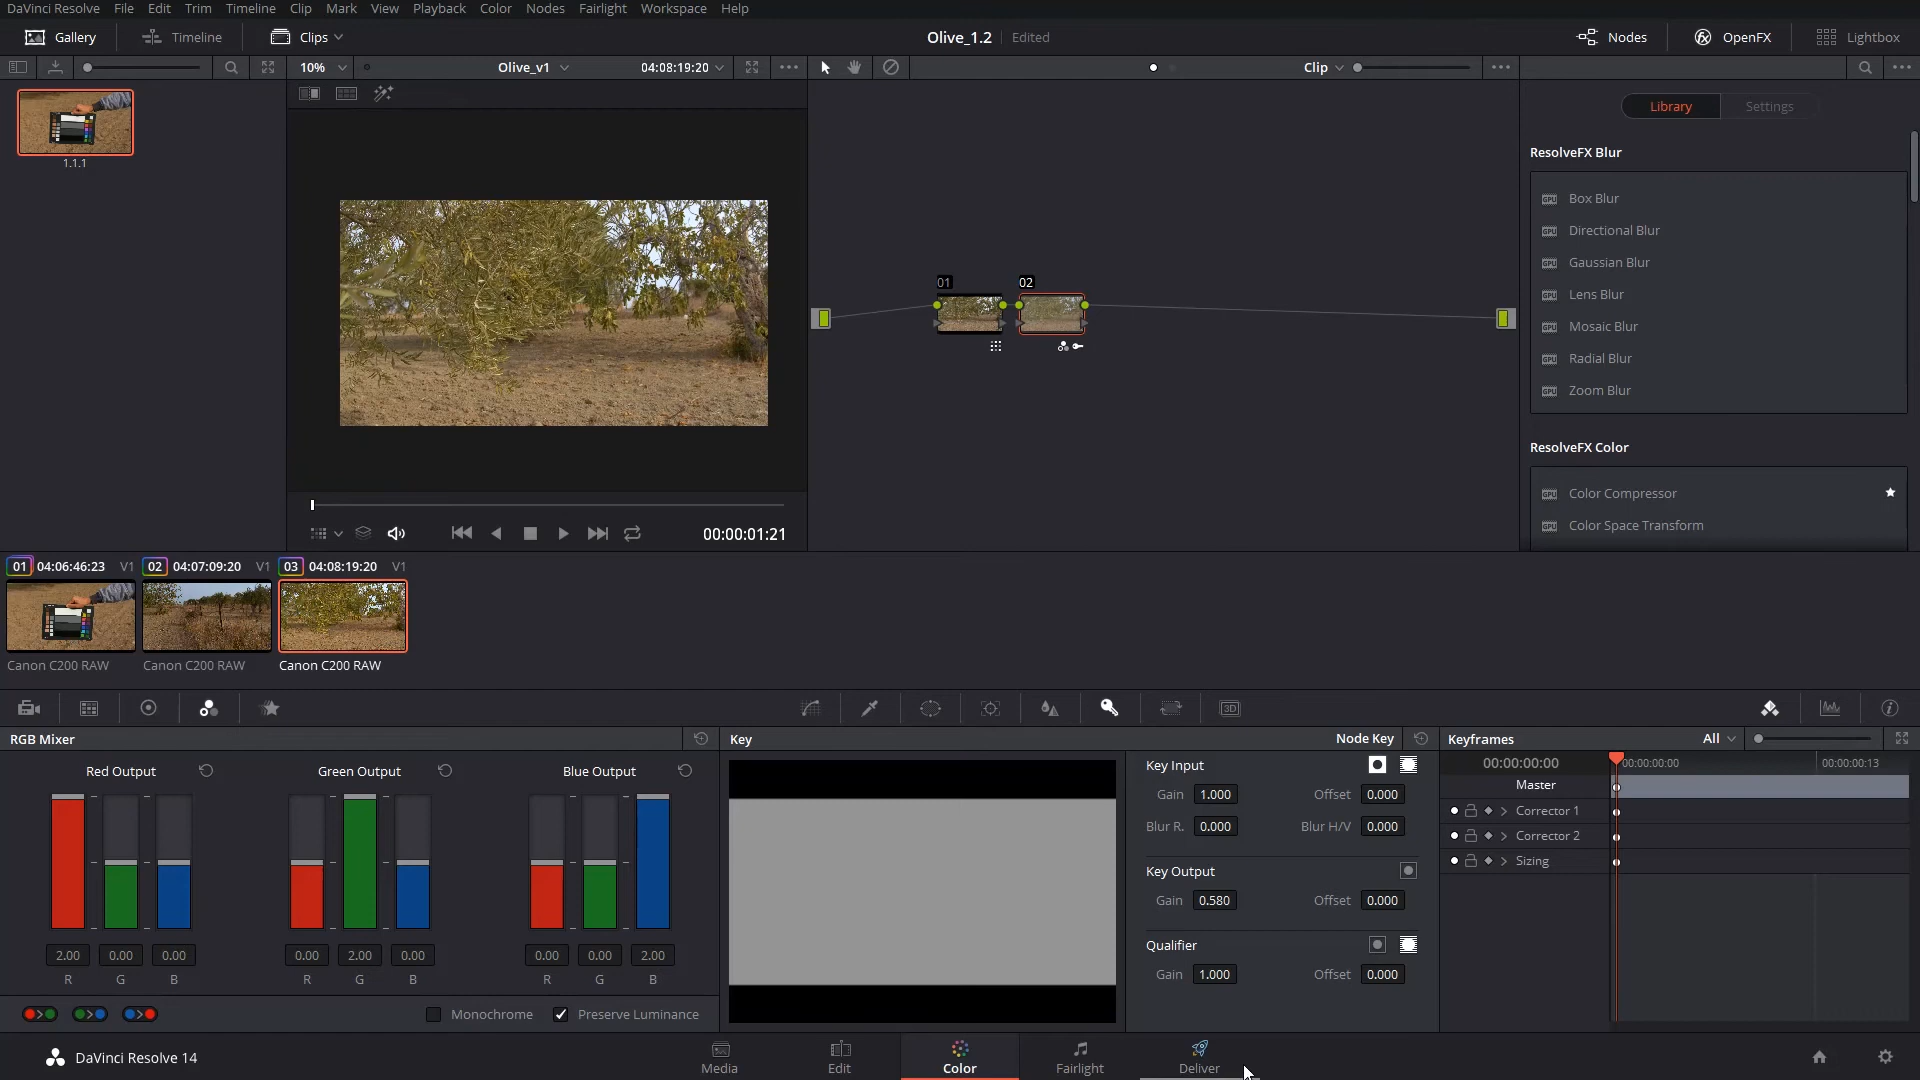 DaVinci Resolve File Edit Trim Timeline Clip Mark View Playback Color Nodes Fairlight Workspace Help
Gallery Timeline Clips Olive_1.2 Edited Nodes OpenFX Lightbox
10% Olive_v1 04:08:19:20 Clip
1.1.1
01 02
Library Settings
ResolveFX Blur
Box Blur
Directional Blur
Gaussian Blur
Lens Blur
Mosaic Blur
Radial Blur
Zoom Blur
ResolveFX Color
Color Compressor
Color Space Transform
00:00:01:21
01 04:06:46:23 V1 02 04:07:09:20 V1 03 04:08:19:20 V1
Canon C200 RAW Canon C200 RAW Canon C200 RAW
3D
RGB Mixer
Red Output Green Output Blue Output
2.00 0.00 0.00 0.00 2.00 0.00 0.00 0.00 2.00
R G B R G B R G B
Monochrome Preserve Luminance
Key Node Key
Key Input
Gain 1.000 Offset 0.000
Blur R. 0.000 Blur H/V 0.000
Key Output
Gain 0.580 Offset 0.000
Qualifier
Gain 1.000 Offset 0.000
Keyframes All
00:00:00:00 00:00:00:00 00:00:00:13
Master
Corrector 1
Corrector 2
Sizing
DaVinci Resolve 14 Media Edit Color Fairlight Deliver